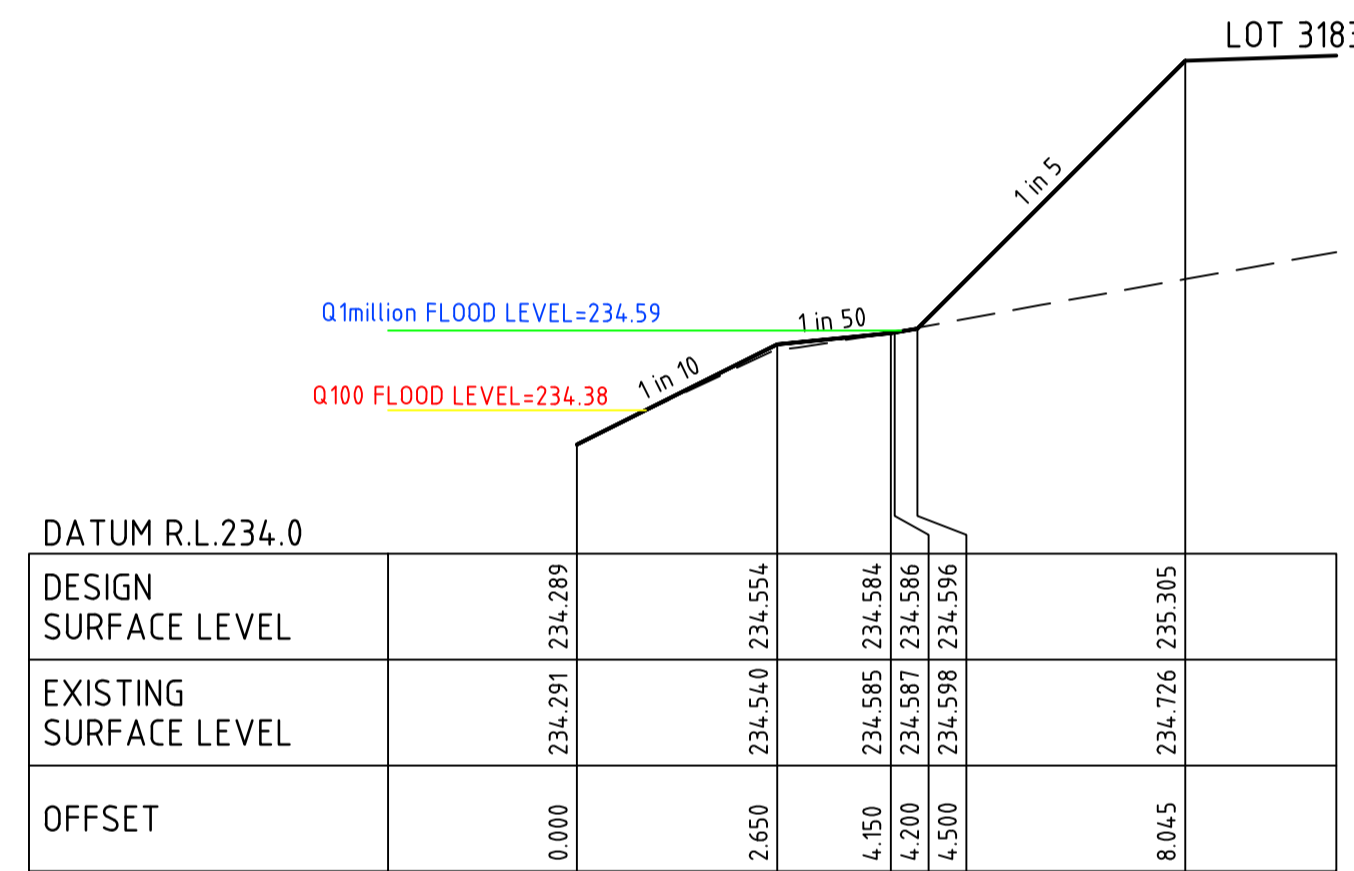 LOT 3183
1 in 5
Q1million FLOOD LEVEL=234.59
1 in 50
1 in 10
Q100 FLOOD LEVEL=234.38
DATUM R.L.234.0
DESIGN
SURFACE LEVEL
234.289
234.554
234.584
234.586
234.596
235.305
EXISTING
SURFACE LEVEL
234.291
234.540
234.585
234.587
234.598
234.726
OFFSET
0.000
2.650
4.150
4.200
4.500
8.045